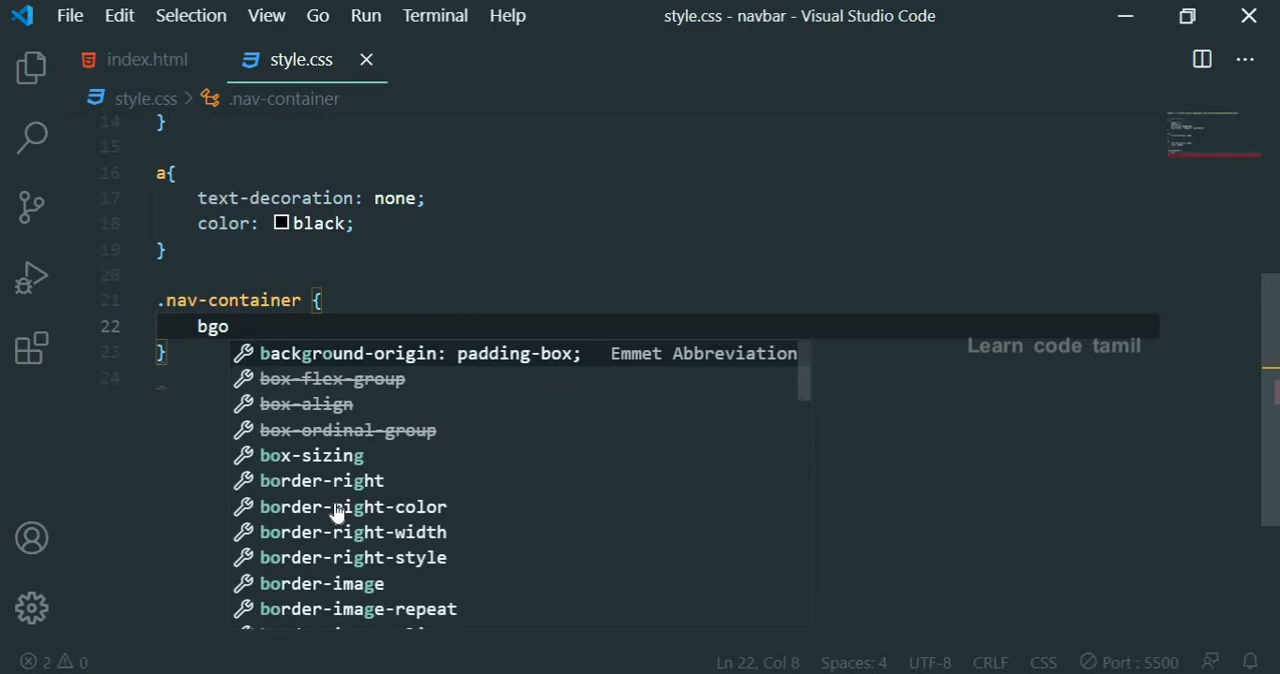 File Edit Selection View Go Run Terminal Help style.css - navbar - Visual Studio Code
index.html style.css
style.css > .nav-container
14 }
15
16 a{
17 text-decoration: none;
18 color: black;
19 }
20
21 .nav-container {
22 bgo
23 }
24
Learn code tamil
background-origin: padding-box; Emmet Abbreviation
box-flex-group
box-align
box-ordinal-group
box-sizing
border-right
border-right-color
border-right-width
border-right-style
border-image
border-image-repeat
2 0 Ln 22, Col 8 Spaces: 4 UTF-8 CRLF CSS Port : 5500